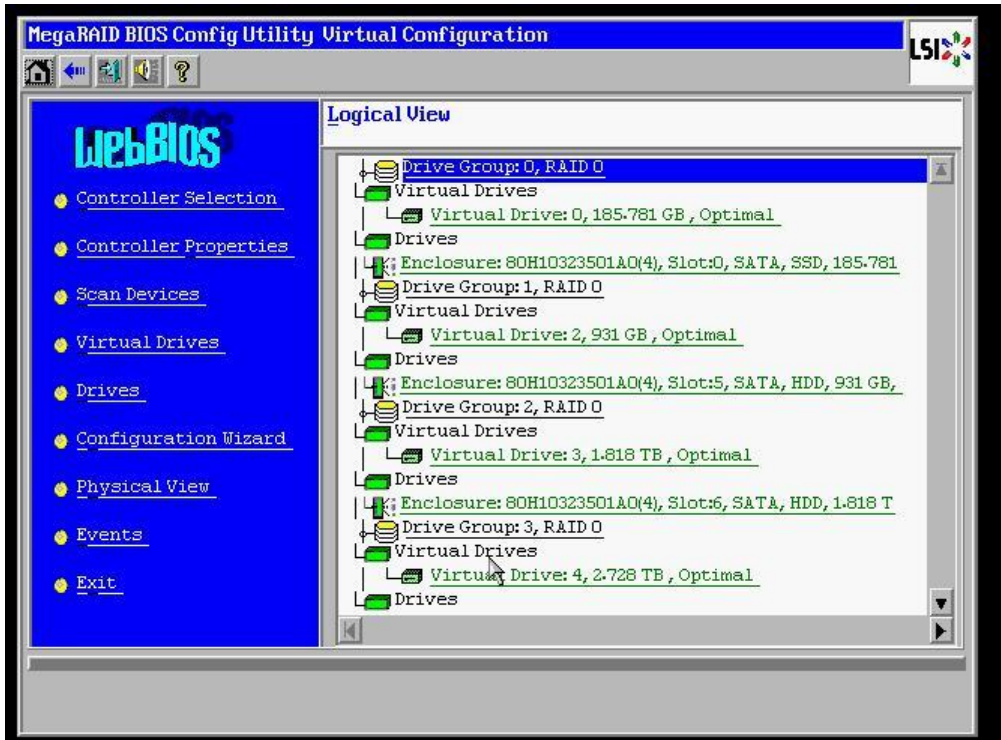 MegaRAID BIOS Config Utility Virtual Configuration
LSI
WebBIOS
Controller Selection
Controller Properties
Scan Devices
Virtual Drives
Drives
Configuration Wizard
Physical View
Events
Exit
Logical View
Drive Group: 0, RAID 0
Virtual Drives
Virtual Drive: 0, 185.781 GB , Optimal
Drives
Enclosure: 80H10323501A0(4), Slot:0, SATA, SSD, 185.781
Drive Group: 1, RAID 0
Virtual Drives
Virtual Drive: 2, 931 GB , Optimal
Drives
Enclosure: 80H10323501A0(4), Slot:5, SATA, HDD, 931 GB,
Drive Group: 2, RAID 0
Virtual Drives
Virtual Drive: 3, 1.818 TB , Optimal
Drives
Enclosure: 80H10323501A0(4), Slot:6, SATA, HDD, 1.818 T
Drive Group: 3, RAID 0
Virtual Drives
Virtual Drive: 4, 2.728 TB , Optimal
Drives